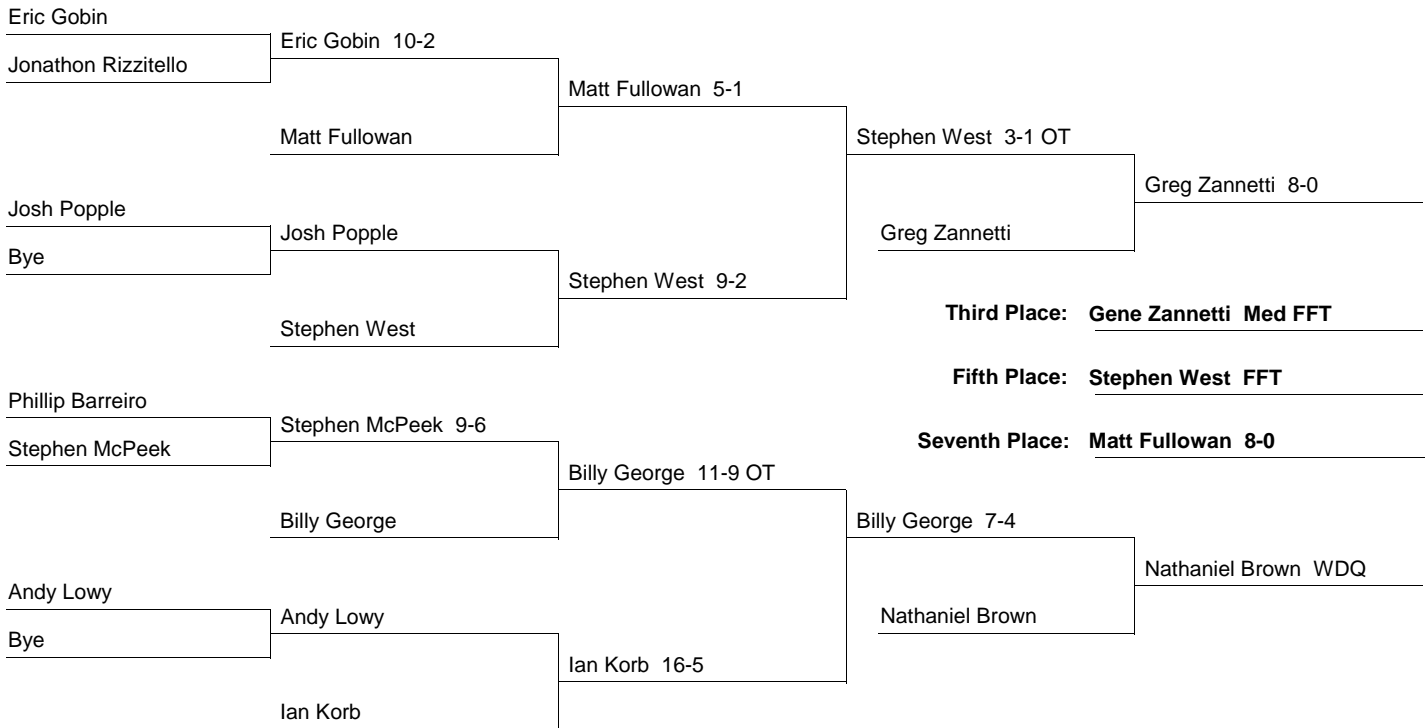 Eric Gobin
Eric Gobin 10-2
Jonathon Rizzitello
Matt Fullowan 5-1
Matt Fullowan
Stephen West 3-1 OT
Greg Zannetti 8-0
Josh Popple
Josh Popple
Greg Zannetti
Bye
Stephen West 9-2
Third Place: Gene Zannetti Med FFT
Stephen West
Fifth Place: Stephen West FFT
Phillip Barreiro
Stephen McPeek 9-6
Stephen McPeek
Seventh Place: Matt Fullowan 8-0
Billy George 11-9 OT
Billy George
Billy George 7-4
Nathaniel Brown WDQ
Andy Lowy
Andy Lowy
Nathaniel Brown
Bye
Ian Korb 16-5
Ian Korb